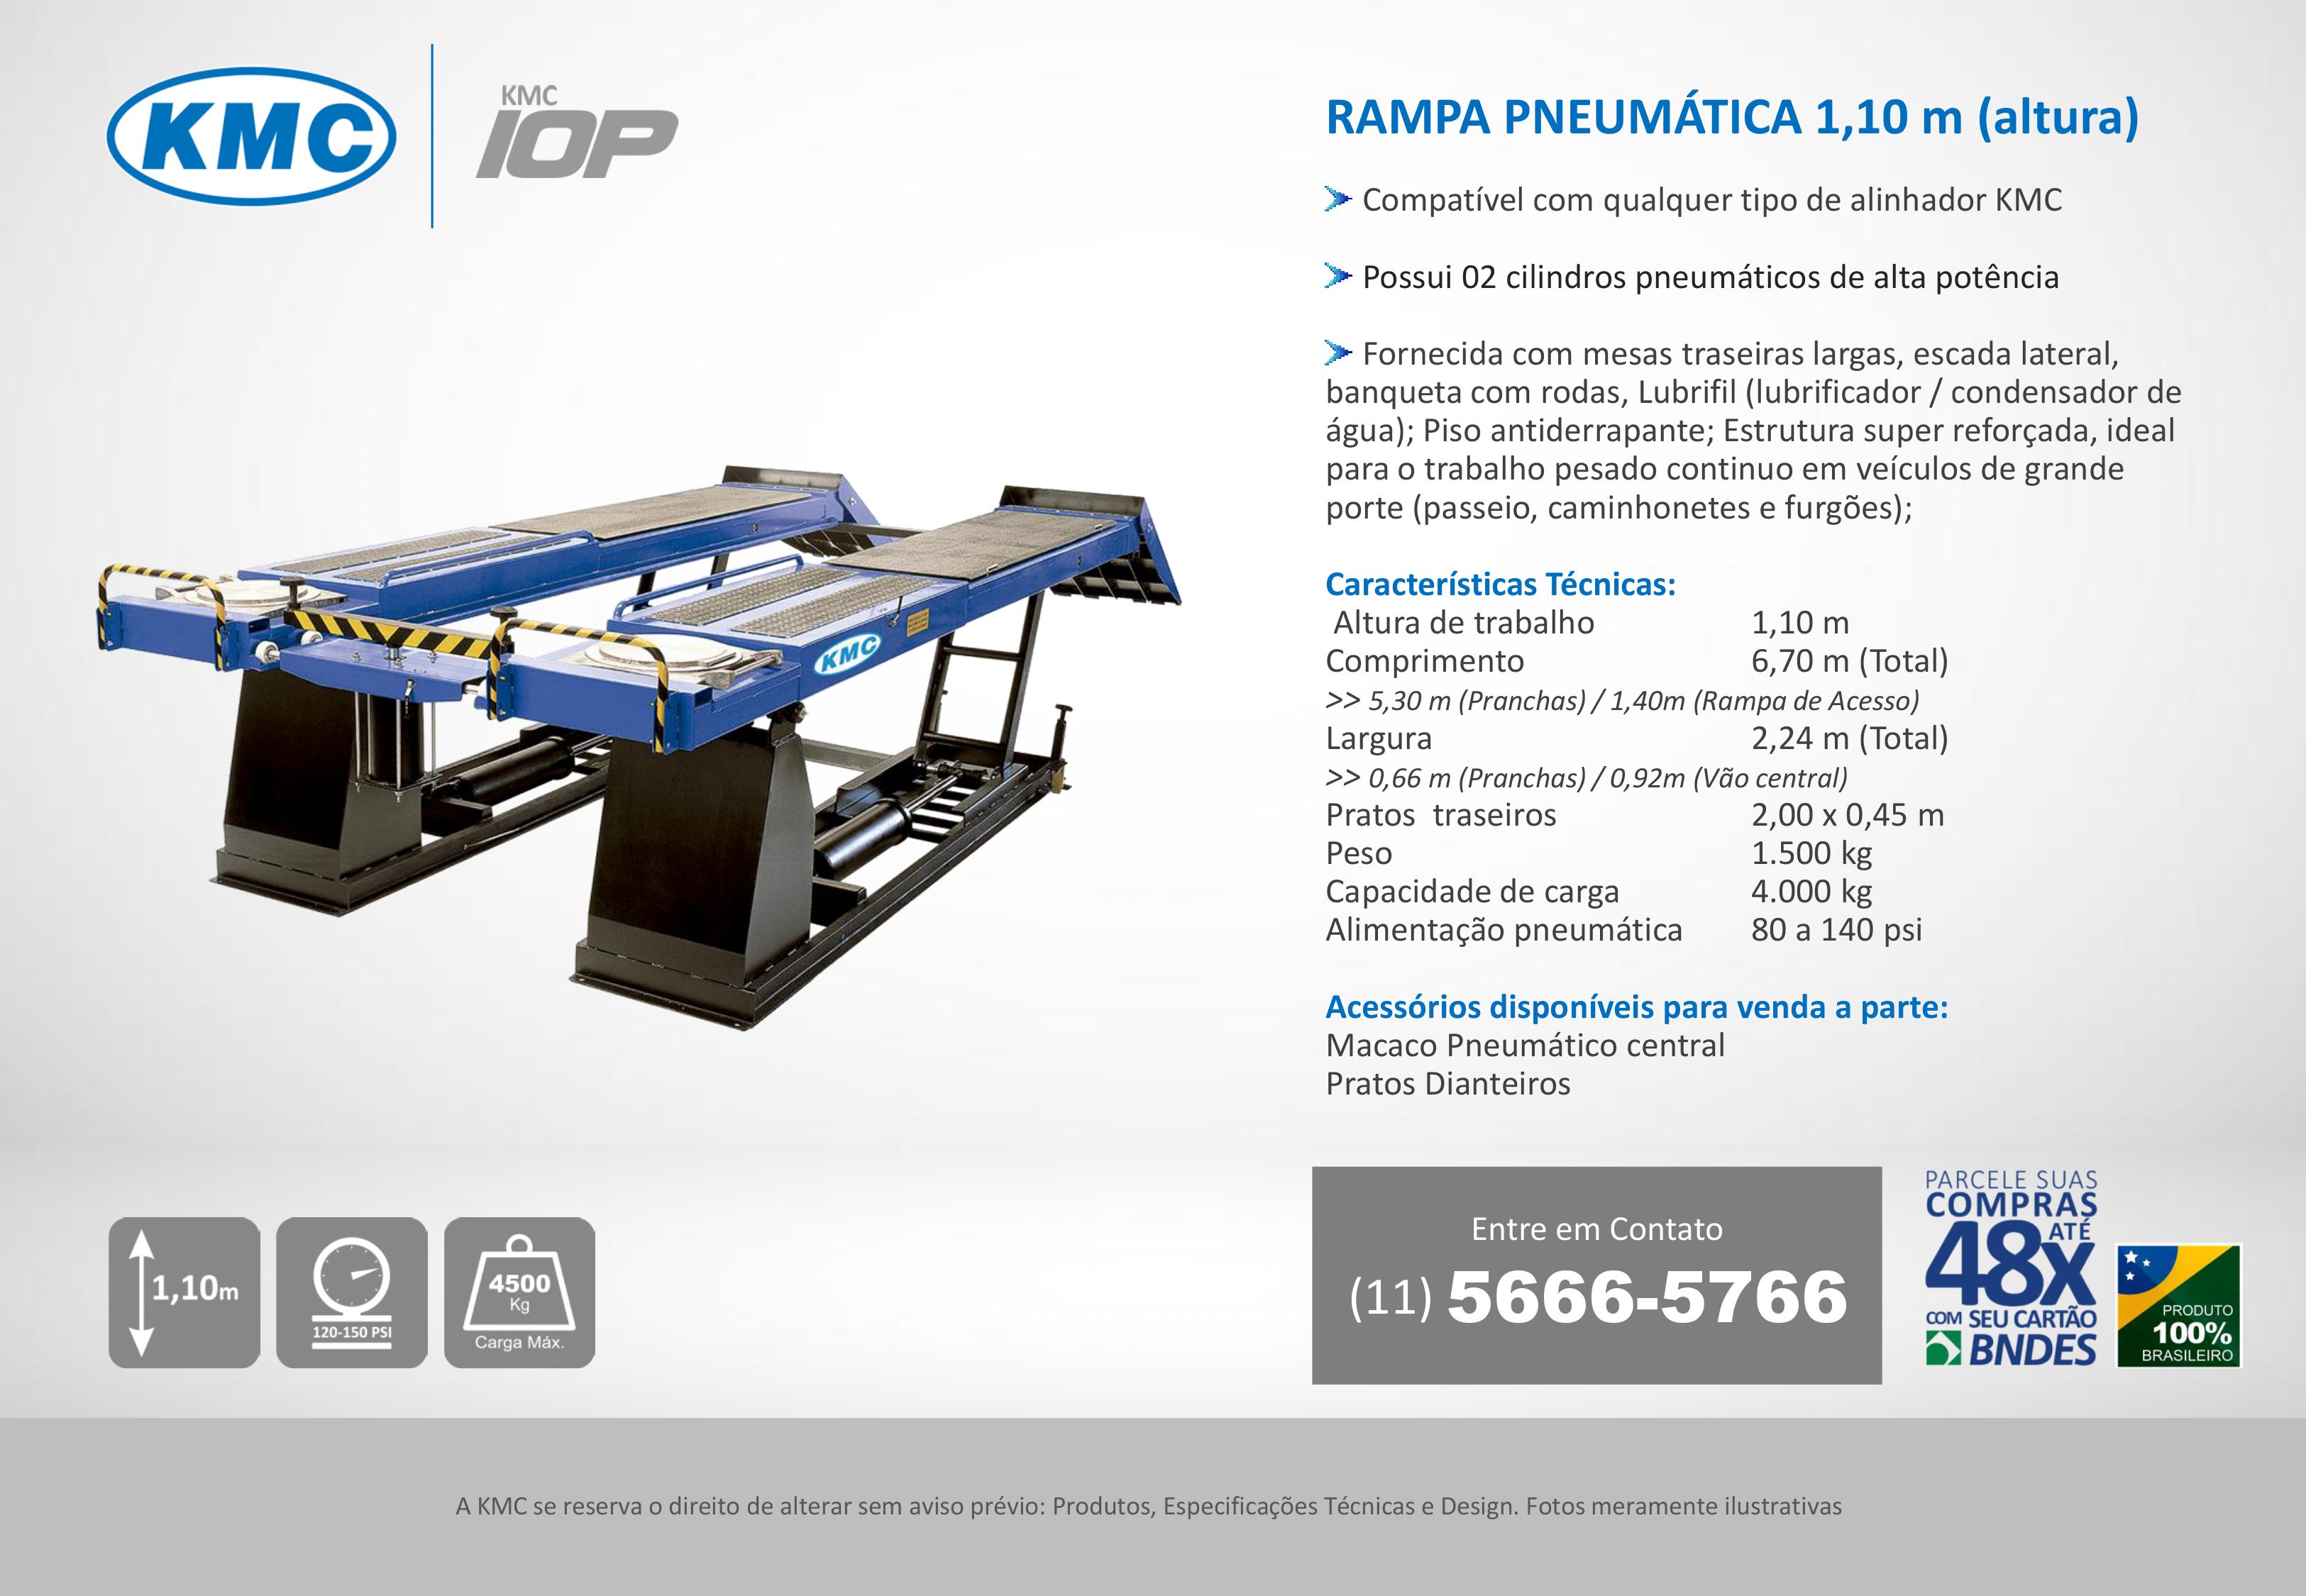 KMC
KMC
IOP
RAMPA PNEUMÁTICA 1,10 m (altura)
Compatível com qualquer tipo de alinhador KMC
Possui 02 cilindros pneumáticos de alta potência
Fornecida com mesas traseiras largas, escada lateral,
banqueta com rodas, Lubrifil (lubrificador / condensador de
água); Piso antiderrapante; Estrutura super reforçada, ideal
para o trabalho pesado continuo em veículos de grande
porte (passeio, caminhonetes e furgões);
Características Técnicas:
Altura de trabalho 1,10 m
Comprimento 6,70 m (Total)
>> 5,30 m (Pranchas) / 1,40m (Rampa de Acesso)
Largura 2,24 m (Total)
>> 0,66 m (Pranchas) / 0,92m (Vão central)
Pratos traseiros 2,00 x 0,45 m
Peso 1.500 kg
Capacidade de carga 4.000 kg
Alimentação pneumática 80 a 140 psi
Acessórios disponíveis para venda a parte:
Macaco Pneumático central
Pratos Dianteiros
KMC
1,10m
120-150 PSI
4500
Kg
Carga Máx.
Entre em Contato
(11) 5666-5766
PARCELE SUAS
COMPRAS
ATÉ
48x
COM SEU CARTÃO
BNDES
PRODUTO
100%
BRASILEIRO
A KMC se reserva o direito de alterar sem aviso prévio: Produtos, Especificações Técnicas e Design. Fotos meramente ilustrativas